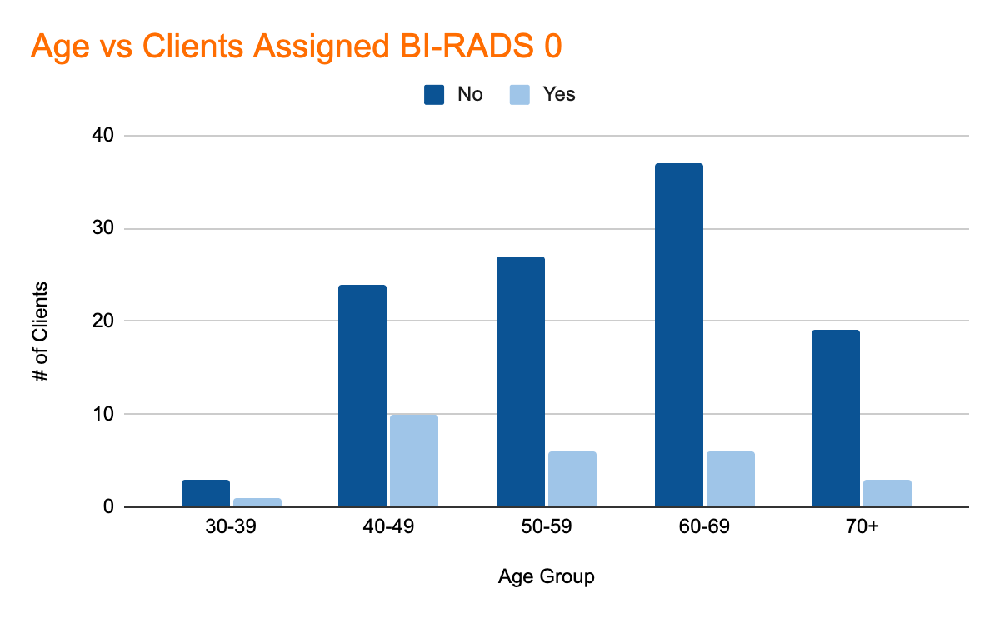 Age vs Clients Assigned BI-RADS 0
No Yes
40
30
20
10
0
# of Clients
30-39 40-49 50-59 60-69 70+
Age Group